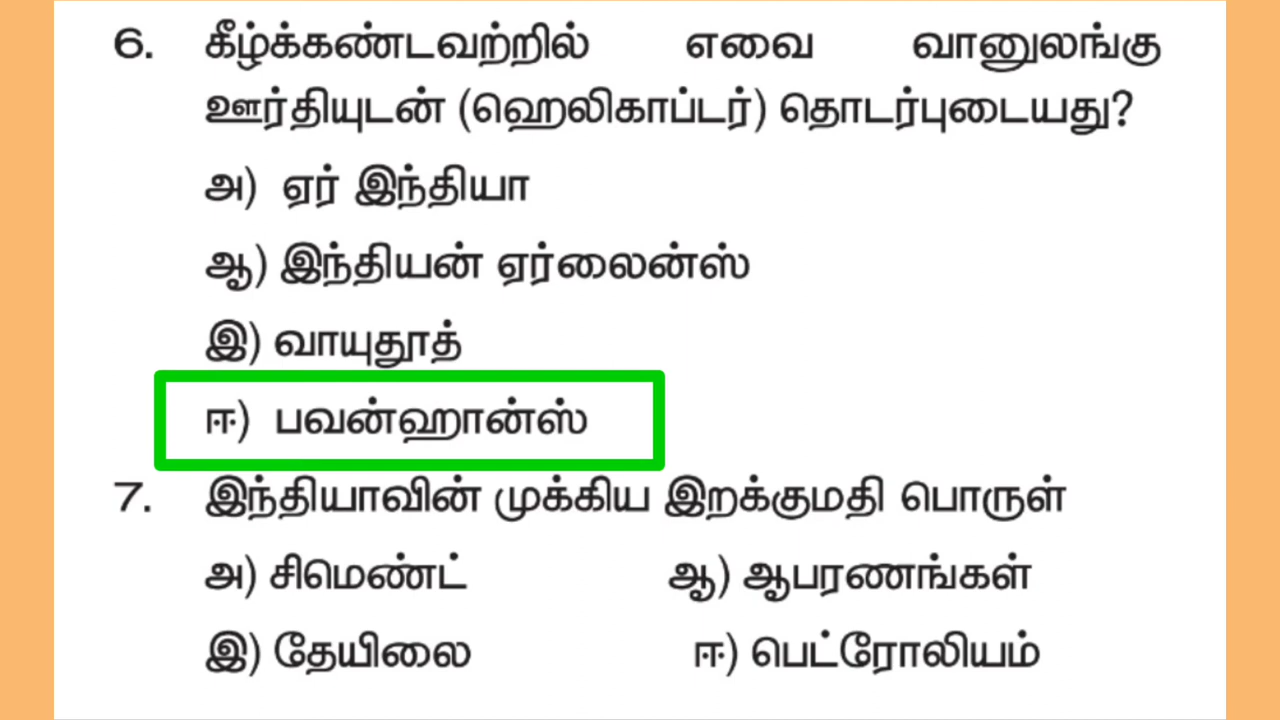 6. கீழ்க்கண்டவற்றில் எவை வானுலங்கு
ஊர்தியுடன் (ஹெலிகாப்டர்) தொடர்புடையது?
அ) ஏர் இந்தியா
ஆ) இந்தியன் ஏர்லைன்ஸ்
இ) வாயுதூத்
ஈ) பவன்ஹான்ஸ்
7. இந்தியாவின் முக்கிய இறக்குமதி பொருள்
அ) சிமெண்ட் ஆ) ஆபரணங்கள்
இ) தேயிலை ஈ) பெட்ரோலியம்